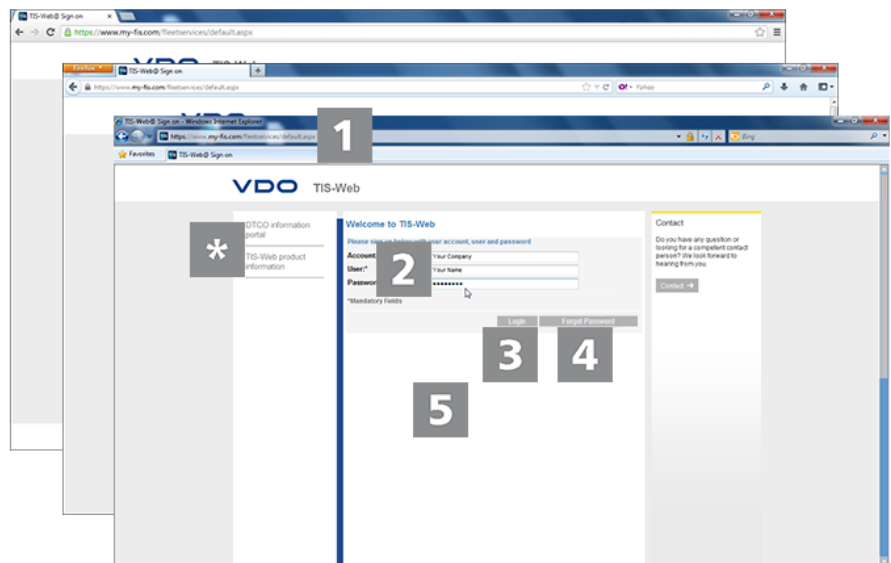 TIS-Web® Sign on
https://www.my-fis.com/fleetservices/default.aspx
Firefox
TIS-Web® Sign on
https://www.my-fis.com/fleetservices/default.aspx
Yahoo
TIS-Web® Sign on - Windows Internet Explorer
https://www.my-fis.com/fleetservices/default.aspx
Bing
Favorites
TIS-Web® Sign on
1
VDO TIS-Web
DTCO information
portal
TIS-Web product
information
*
Welcome to TIS-Web
Please sign on below with your account, user and password
Account
Your Company
User:*
Your Name
Passwor
*Mandatory Fields
2
Login
Forgot Password
3
4
5
Contact
Do you have any question or
looking for a competent contact
person? We look forward to
hearing from you.
Contact →